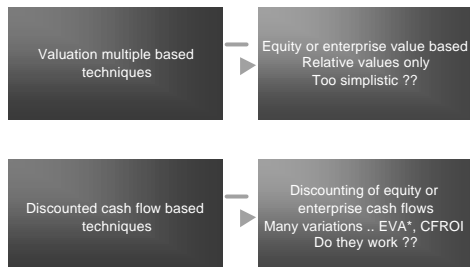 Valuation multiple based
techniques
Equity or enterprise value based
Relative values only
Too simplistic ??
Discounted cash flow based
techniques
Discounting of equity or
enterprise cash flows
Many variations .. EVA*, CFROI
Do they work ??